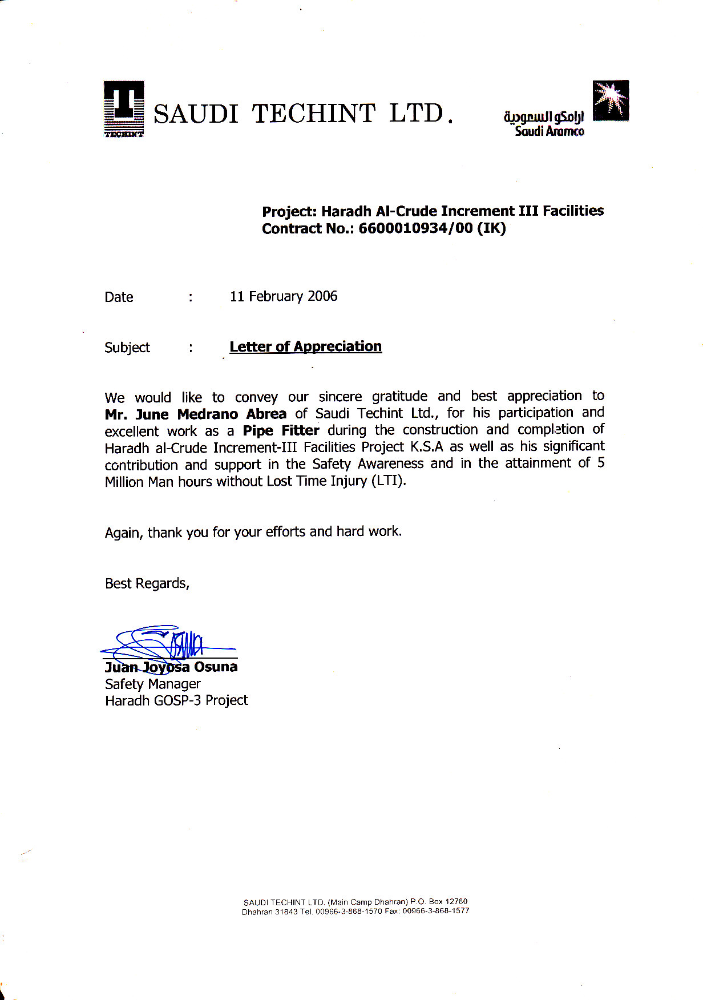 TECHINT
SAUDI TECHINT LTD.
ارامكو السعودية
Saudi Aramco
Project: Haradh Al-Crude Increment III Facilities
Contract No.: 6600010934/00 (IK)
Date : 11 February 2006
Subject : Letter of Appreciation
We would like to convey our sincere gratitude and best appreciation to
Mr. June Medrano Abrea of Saudi Techint Ltd., for his participation and
excellent work as a Pipe Fitter during the construction and completion of
Haradh al-Crude Increment-III Facilities Project K.S.A as well as his significant
contribution and support in the Safety Awareness and in the attainment of 5
Million Man hours without Lost Time Injury (LTI).
Again, thank you for your efforts and hard work.
Best Regards,
Juan Joyosa Osuna
Safety Manager
Haradh GOSP-3 Project
SAUDI TECHINT LTD. (Main Camp Dhahran) P.O. Box 12780
Dhahran 31843 Tel. 00966-3-868-1570 Fax: 00966-3-868-1577